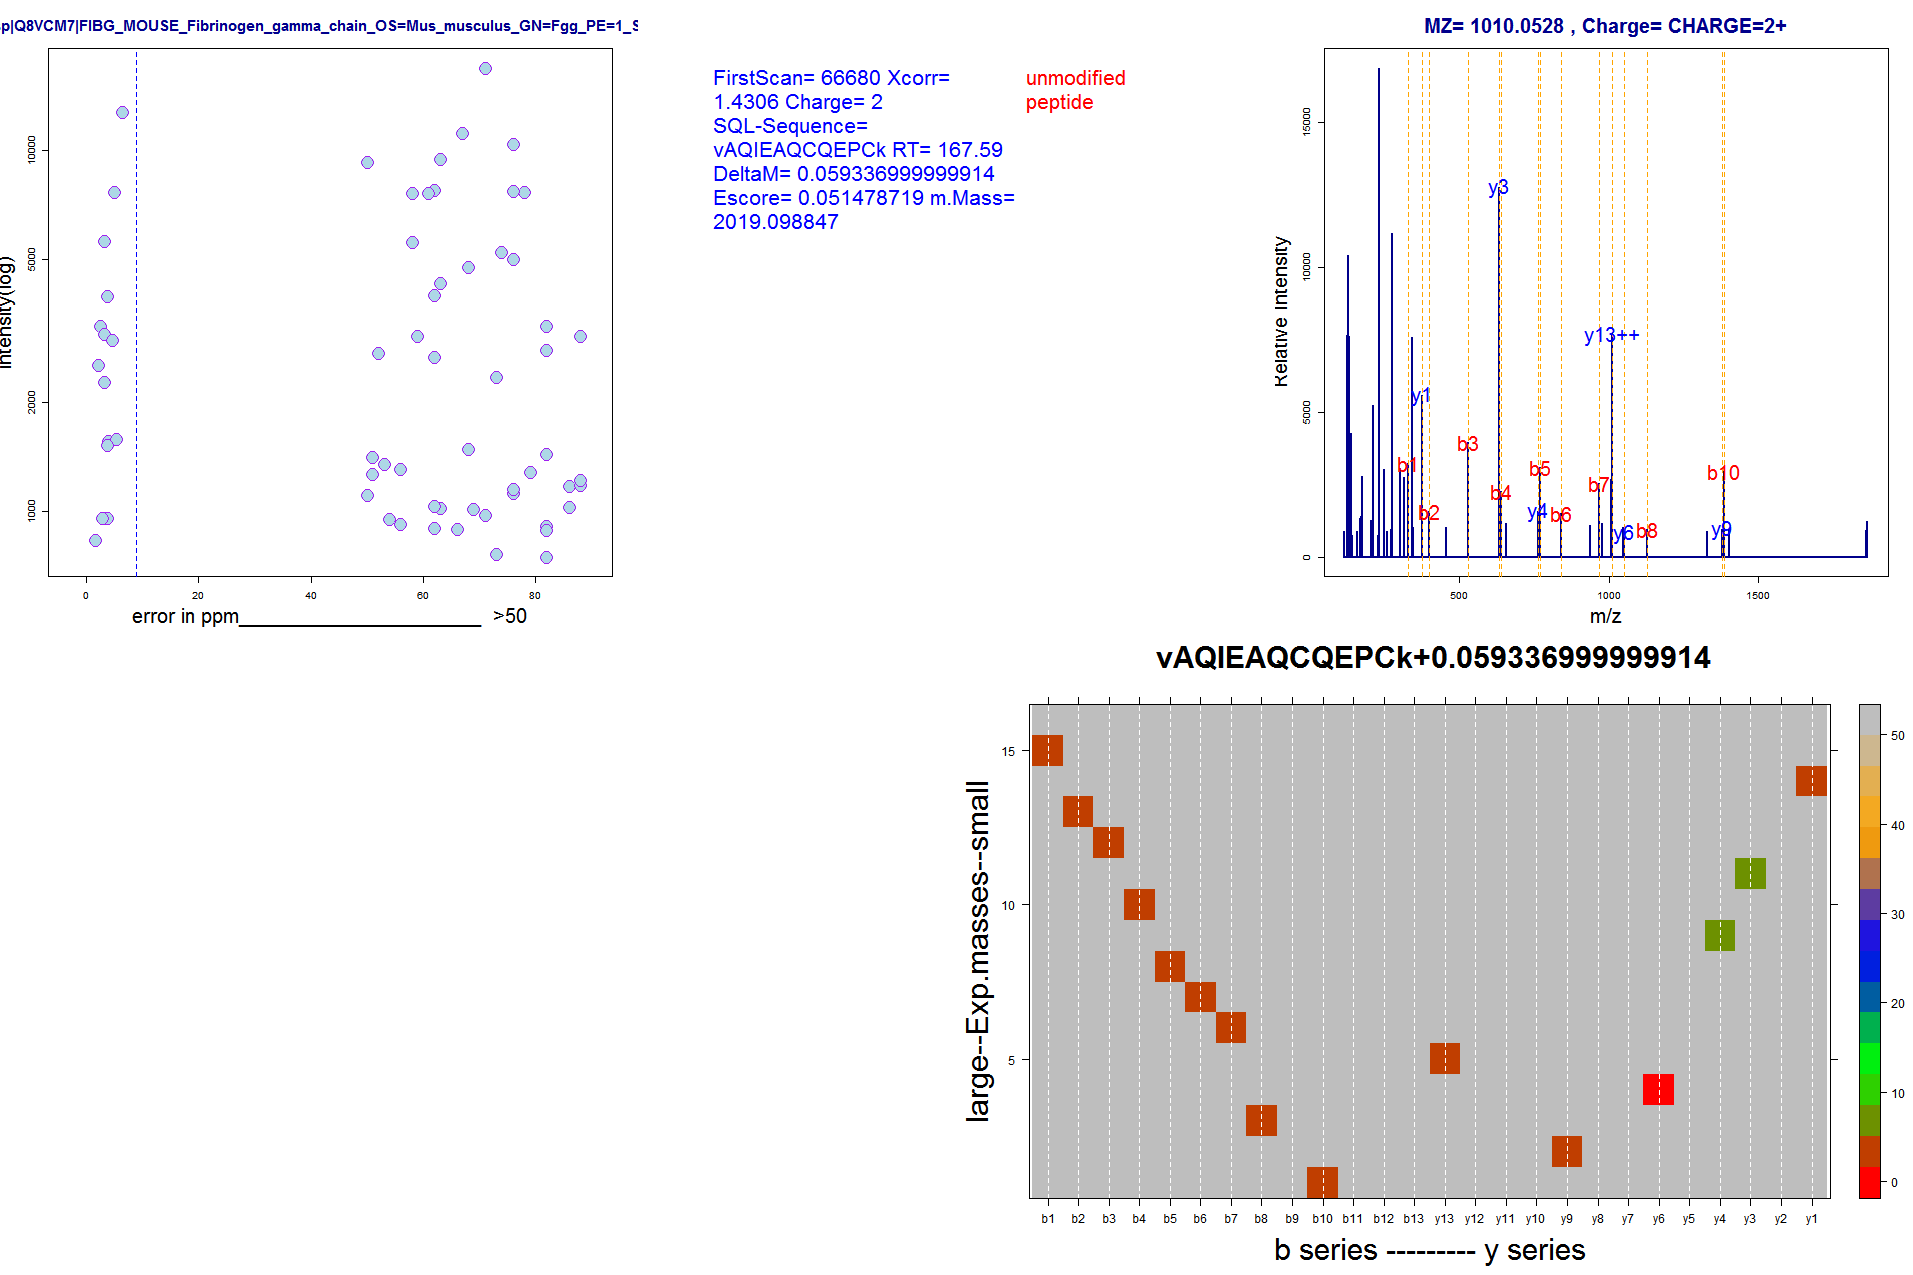 p|Q8VCM7|FIBG_MOUSE_Fibrinogen_gamma_chain_OS=Mus_musculus_GN=Fgg_PE=1_S
Intensity(log)
10000
5000
2000
1000
0 20 40 60 80
error in ppm______________________ >50
FirstScan= 66680 Xcorr=
1.4306 Charge= 2
SQL-Sequence=
vAQIEAQCQEPCk RT= 167.59
DeltaM= 0.059336999999914
Escore= 0.051478719 m.Mass=
2019.098847
unmodified
peptide
MZ= 1010.0528 , Charge= CHARGE=2+
Relative Intensity
15000
10000
5000
0
y3
y13++
y1
b3
b1
b5
b10
b4
b7
b2
y4
b6
y6
b8
y9
500 1000 1500
m/z
vAQIEAQCQEPCk+0.059336999999914
large--Exp.masses--small
15
10
5
b1 b2 b3 b4 b5 b6 b7 b8 b9 b10 b11 b12 b13 y13 y12 y11 y10 y9 y8 y7 y6 y5 y4 y3 y2 y1
b series --------- y series
50
40
30
20
10
0